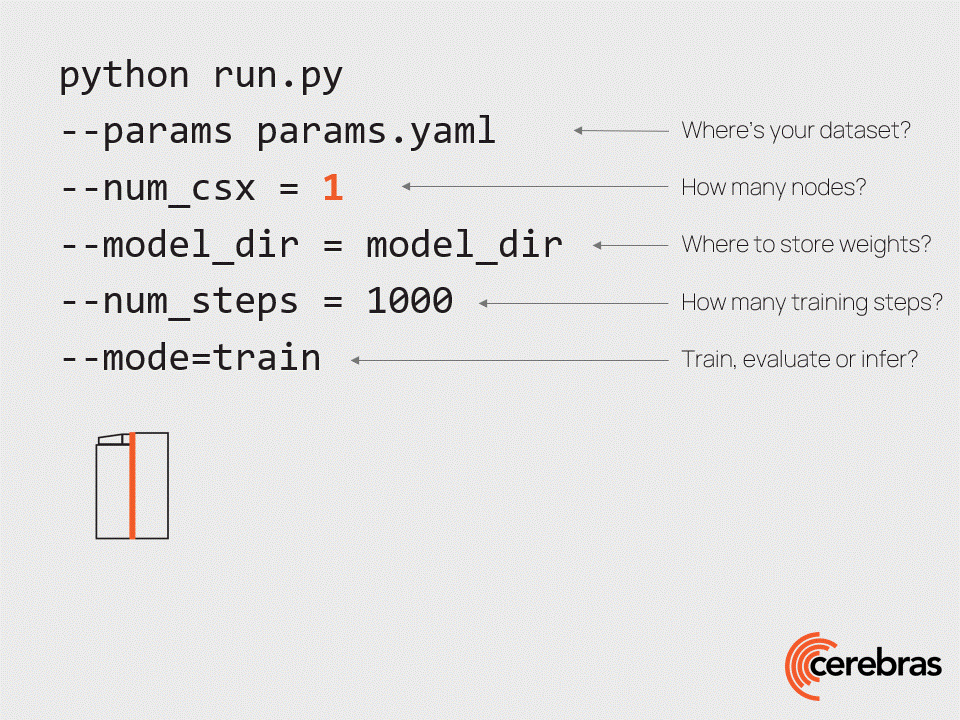 python run.py
--params params.yaml
Where's your dataset?
--num_csx = 1
How many nodes?
--model_dir = model_dir
Where to store weights?
--num_steps = 1000
How many training steps?
--mode=train
Train, evaluate or infer?
cerebras